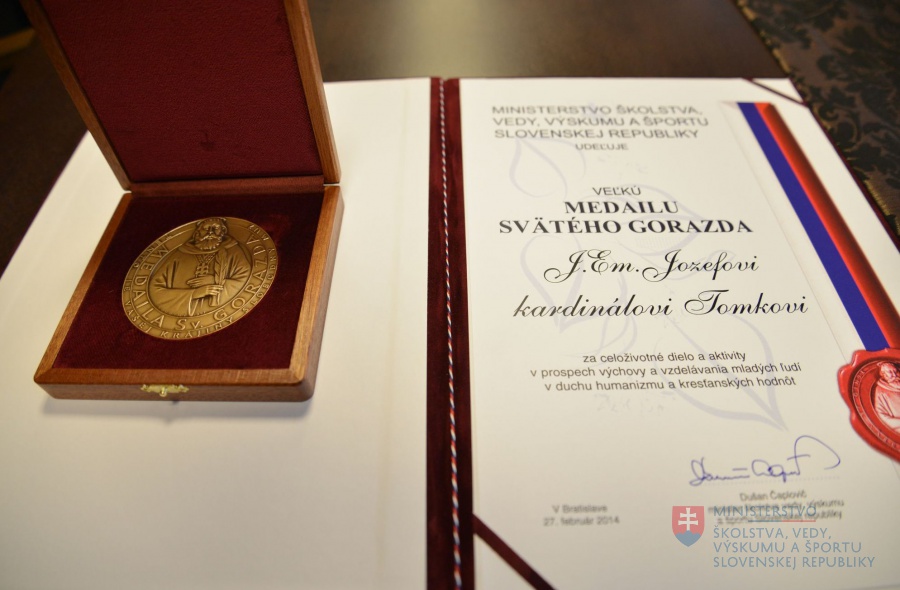 MEDAILA SV. GORAZDA
MINISTERSTVO ŠKOLSTVA,
VEDY, VÝSKUMU A ŠPORTU
SLOVENSKEJ REPUBLIKY
UDEĽUJE
VEĽKÚ
MEDAILU
SVÄTÉHO GORAZDA
J.Em. Jozefovi
kardinálovi Tomkovi
za celoživotné dielo a aktivity
v prospech výchovy a vzdelávania mladých ľudí
v duchu humanizmu a kresťanských hodnôt
V Bratislave
27. február 2014
Dušan Čaplovič
MINISTERSTVO
ŠKOLSTVA, VEDY,
VÝSKUMU A ŠPORTU
SLOVENSKEJ REPUBLIKY